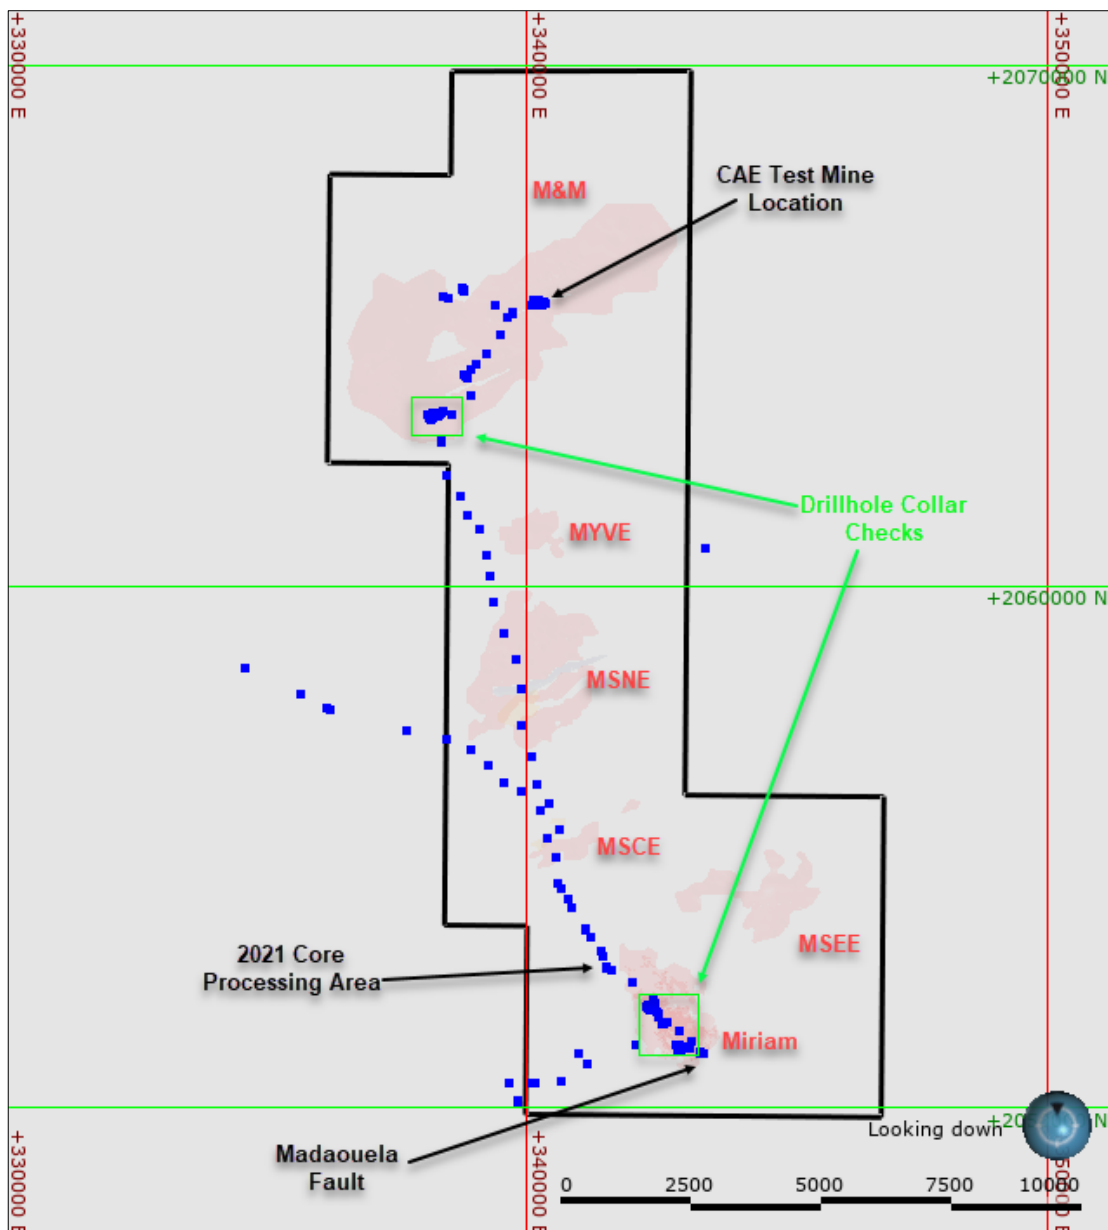 +330000 E
+340000 E
+350000 E
+2070000 N
CAE Test Mine
Location
M&M
Drillhole Collar
Checks
MYVE
+2060000 N
MSNE
MSCE
MSEE
2021 Core
Processing Area
Miriam
Looking down
Madaouela
Fault
+330000 E
+340000 E
0
2500
5000
7500
10000